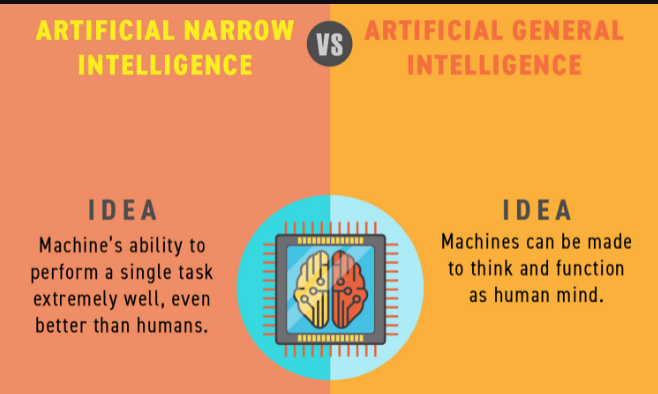 ARTIFICIAL NARROW
INTELLIGENCE
VS
ARTIFICIAL GENERAL
INTELLIGENCE
IDEA
Machine's ability to
perform a single task
extremely well, even
better than humans.
IDEA
Machines can be made
to think and function
as human mind.